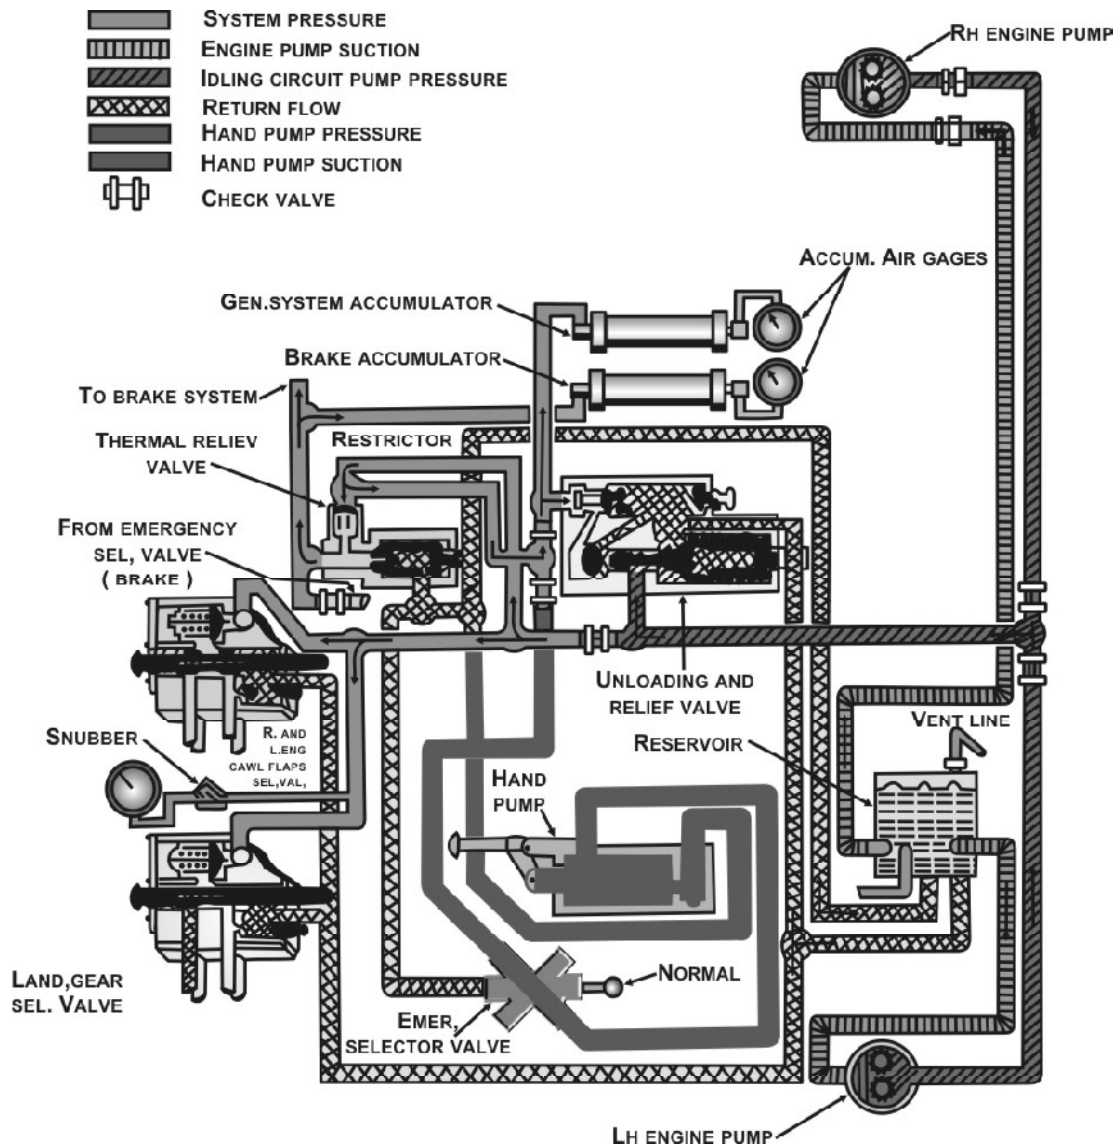 SYSTEM PRESSURE
ENGINE PUMP SUCTION
IDLING CIRCUIT PUMP PRESSURE
RETURN FLOW
HAND PUMP PRESSURE
HAND PUMP SUCTION
CHECK VALVE
RH ENGINE PUMP
ACCUM. AIR GAGES
GEN.SYSTEM ACCUMULATOR
BRAKE ACCUMULATOR
TO BRAKE SYSTEM
THERMAL RELIEV
VALVE
RESTRICTOR
FROM EMERGENCY
SEL, VALVE
( BRAKE )
UNLOADING AND
RELIEF VALVE
VENT LINE
RESERVOIR
R. AND
L.ENG
CAWL FLAPS
SEL,VAL,
SNUBBER
HAND
PUMP
NORMAL
LAND,GEAR
SEL. VALVE
EMER,
SELECTOR VALVE
LH ENGINE PUMP